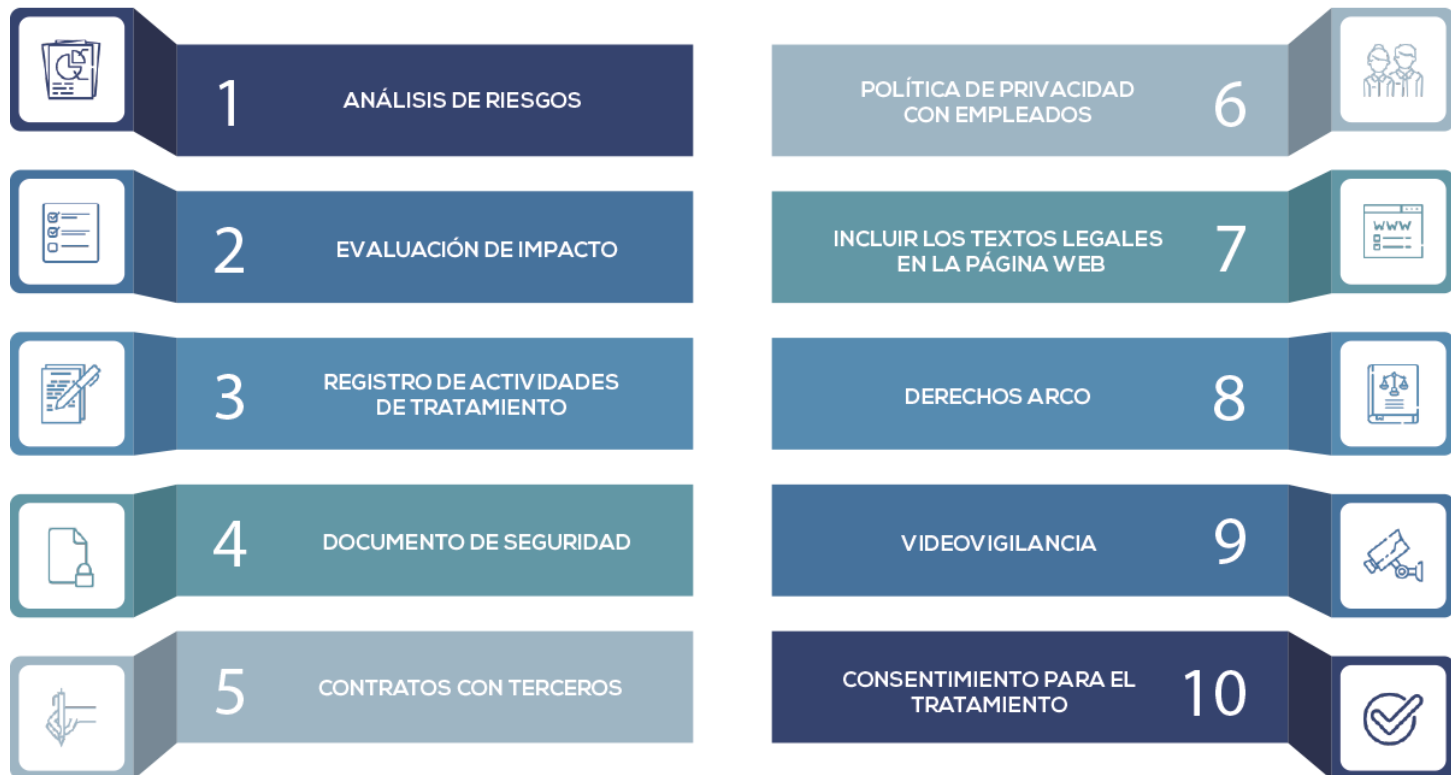 1
ANÁLISIS DE RIESGOS
2
EVALUACIÓN DE IMPACTO
3
REGISTRO DE ACTIVIDADES
DE TRATAMIENTO
4
DOCUMENTO DE SEGURIDAD
5
CONTRATOS CON TERCEROS
POLÍTICA DE PRIVACIDAD
CON EMPLEADOS
6
INCLUIR LOS TEXTOS LEGALES
EN LA PÁGINA WEB
7
WWW
DERECHOS ARCO
8
VIDEOVIGILANCIA
9
CONSENTIMIENTO PARA EL
TRATAMIENTO
10